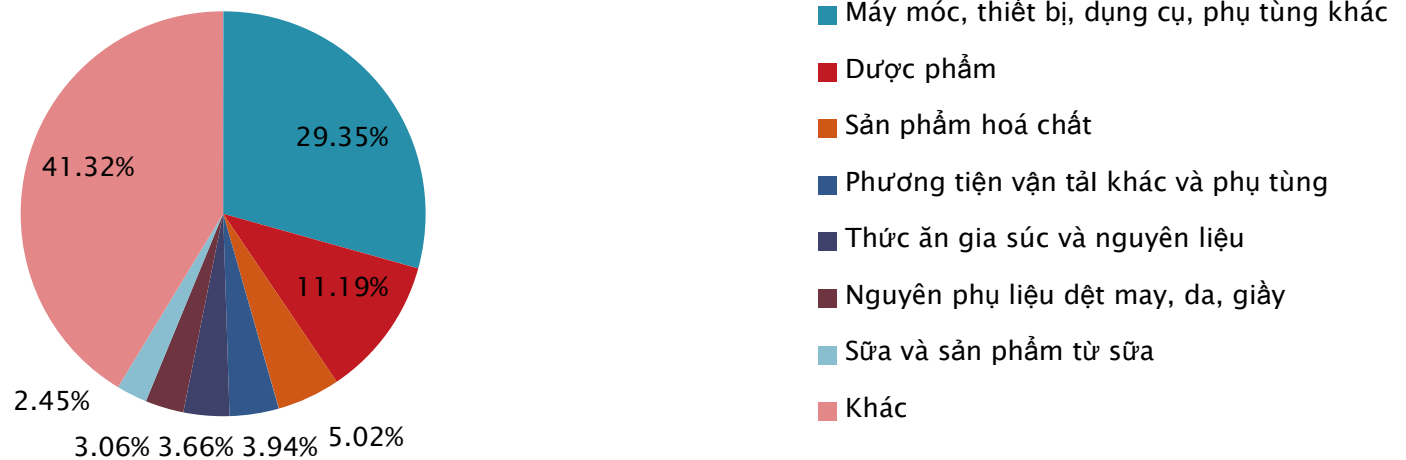 29.35%
41.32%
11.19%
2.45%
3.06% 3.66% 3.94% 5.02%
Máy móc, thiết bị, dụng cụ, phụ tùng khác
Dược phẩm
Sản phẩm hoá chất
Phương tiện vận tảI khác và phụ tùng
Thức ăn gia súc và nguyên liệu
Nguyên phụ liệu dệt may, da, giầy
Sữa và sản phẩm từ sữa
Khác